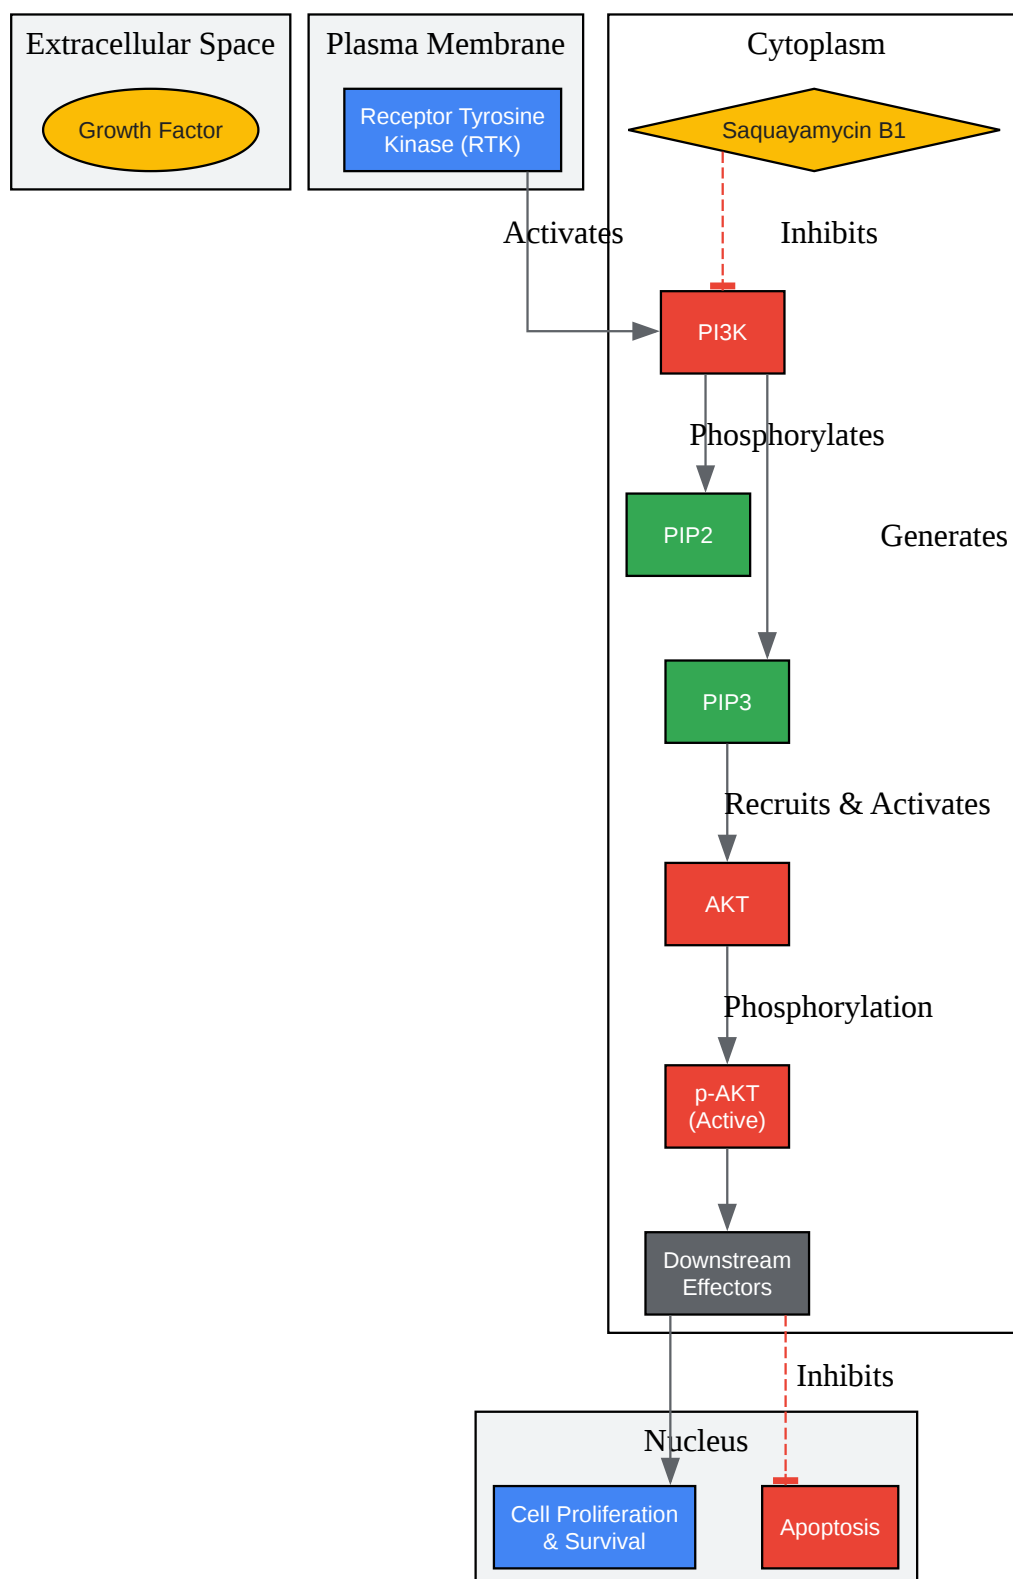 Extracellular Space
Plasma Membrane
Cytoplasm
Growth Factor
Receptor Tyrosine
Kinase (RTK)
Saquayamycin B1
Activates
Inhibits
PI3K
Phosphorylates
PIP2
Generates
PIP3
Recruits & Activates
AKT
Phosphorylation
p-AKT
(Active)
Downstream
Effectors
Inhibits
Nucleus
Cell Proliferation
& Survival
Apoptosis